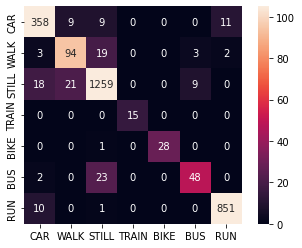 CAR 358 9 9 0 0 0 11 100
WALK 3 94 19 0 0 3 2 80
STILL 18 21 1259 0 0 9 0 60
TRAIN 0 0 0 15 0 0 0
BIKE 0 0 1 0 28 0 0 40
BUS 2 0 23 0 0 48 0 20
RUN 10 0 1 0 0 0 851 0
CAR WALK STILL TRAIN BIKE BUS RUN